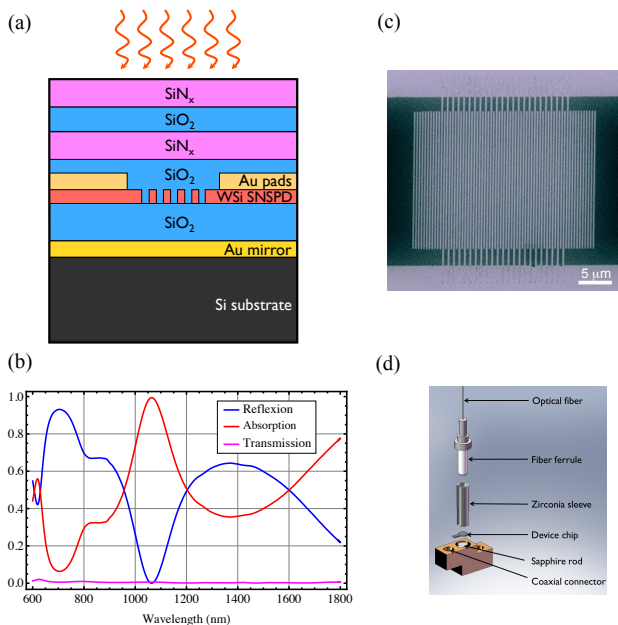 (a)
SiNₓ
SiO₂
SiNₓ
SiO₂
Au pads
WSi SNSPD
SiO₂
Au mirror
Si substrate
(c)
5 μm
(b)
Reflexion
Absorption
Transmission
1.0
0.8
0.6
0.4
0.2
0.0
600 800 1000 1200 1400 1600 1800
Wavelength (nm)
(d)
Optical fiber
Fiber ferrule
Zirconia sleeve
Device chip
Sapphire rod
Coaxial connector